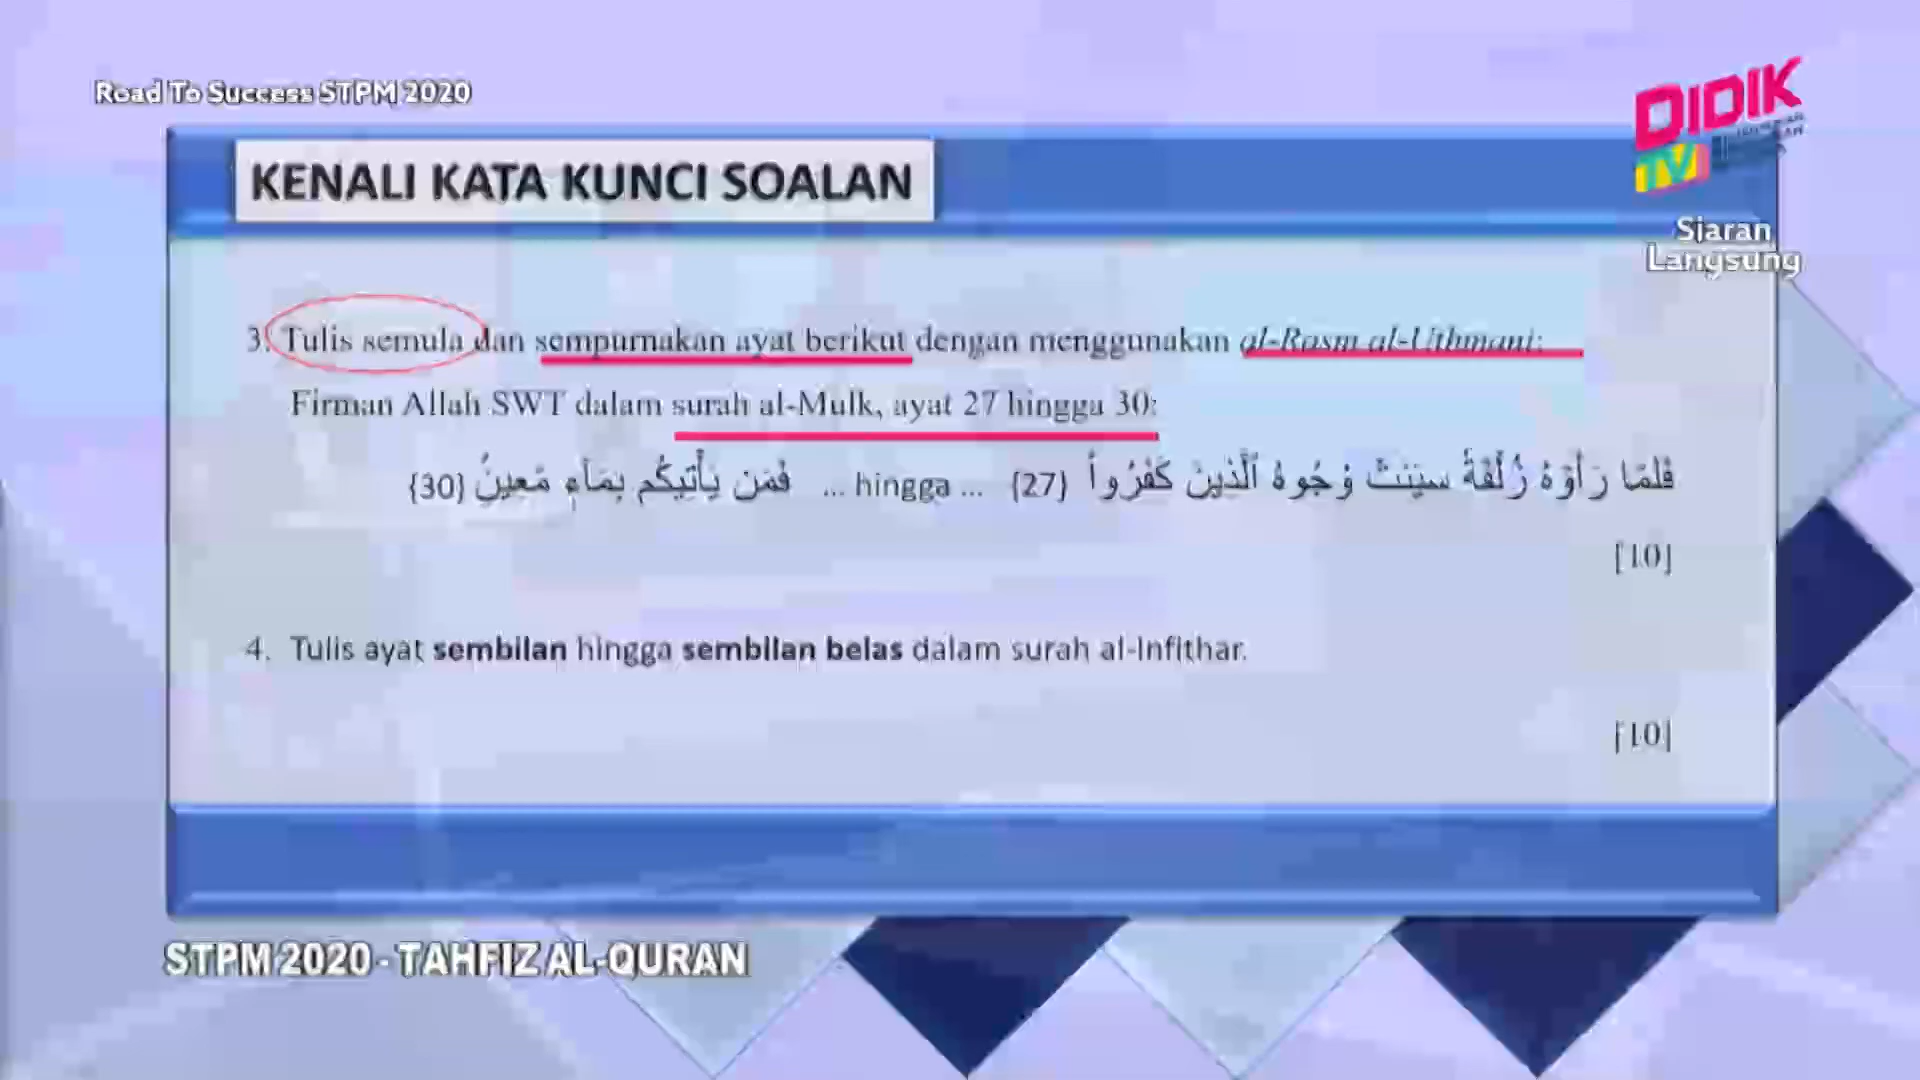 Road To Success STPM 2020
DIDIK
TV
Siaran
Langsung
KENALI KATA KUNCI SOALAN
3. Tulis semula dan sempurnakan ayat berikut dengan menggunakan al-Rasm al-Uthmani:
Firman Allah SWT dalam surah al-Mulk, ayat 27 hingga 30:
فَلَمَّا رَأَوْهُ زُلْفَةً سِيٓـَٔتْ وُجُوهُ ٱلَّذِينَ كَفَرُوا۟ (27) ... hingga ... فَمَن يَأْتِيكُم بِمَآءٍ مَّعِينٍۭ (30)
[10]
4. Tulis ayat sembilan hingga sembilan belas dalam surah al-Infithar.
[10]
STPM 2020 - TAHFIZ AL-QURAN